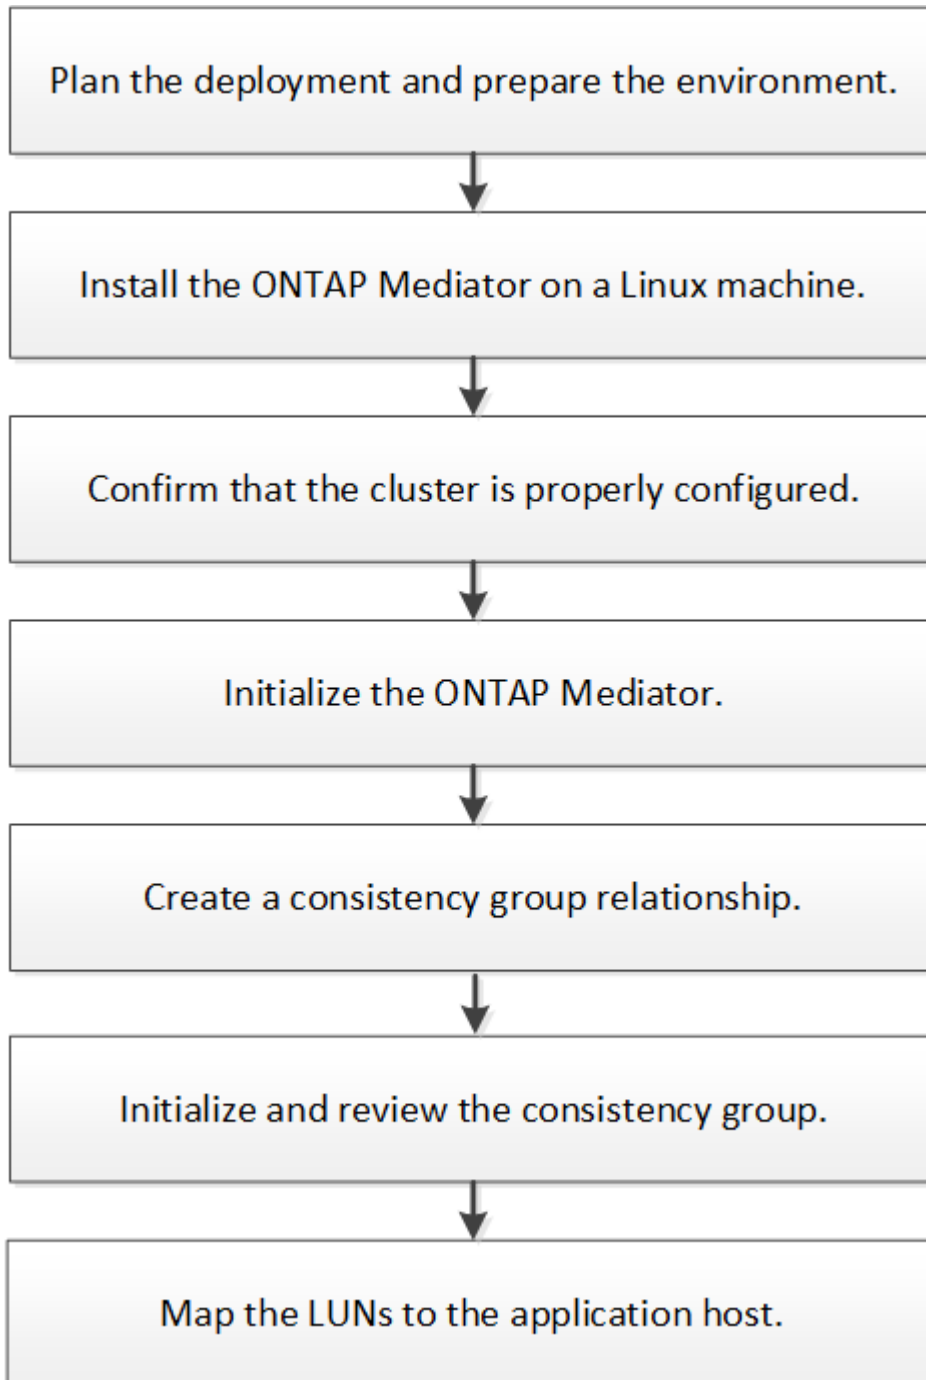 Plan the deployment and prepare the environment.
Install the ONTAP Mediator on a Linux machine.
Confirm that the cluster is properly configured.
Initialize the ONTAP Mediator.
Create a consistency group relationship.
Initialize and review the consistency group.
Map the LUNs to the application host.